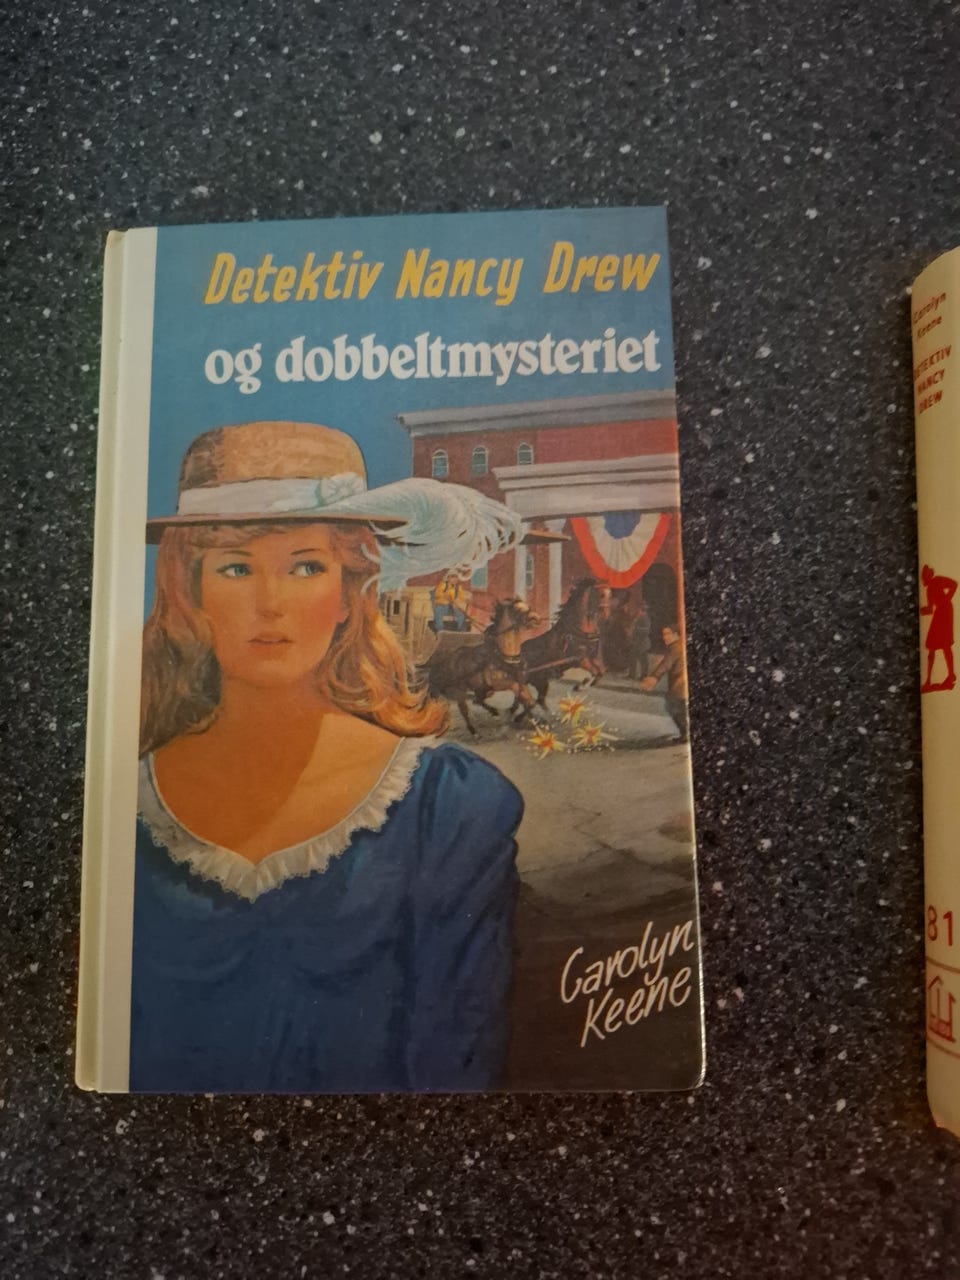 Detektiv Nancy Drew
og dobbeltmysteriet
Carolyn
Keene
Carolyn
Keene
DETEKTIV
NANCY
DREW
81